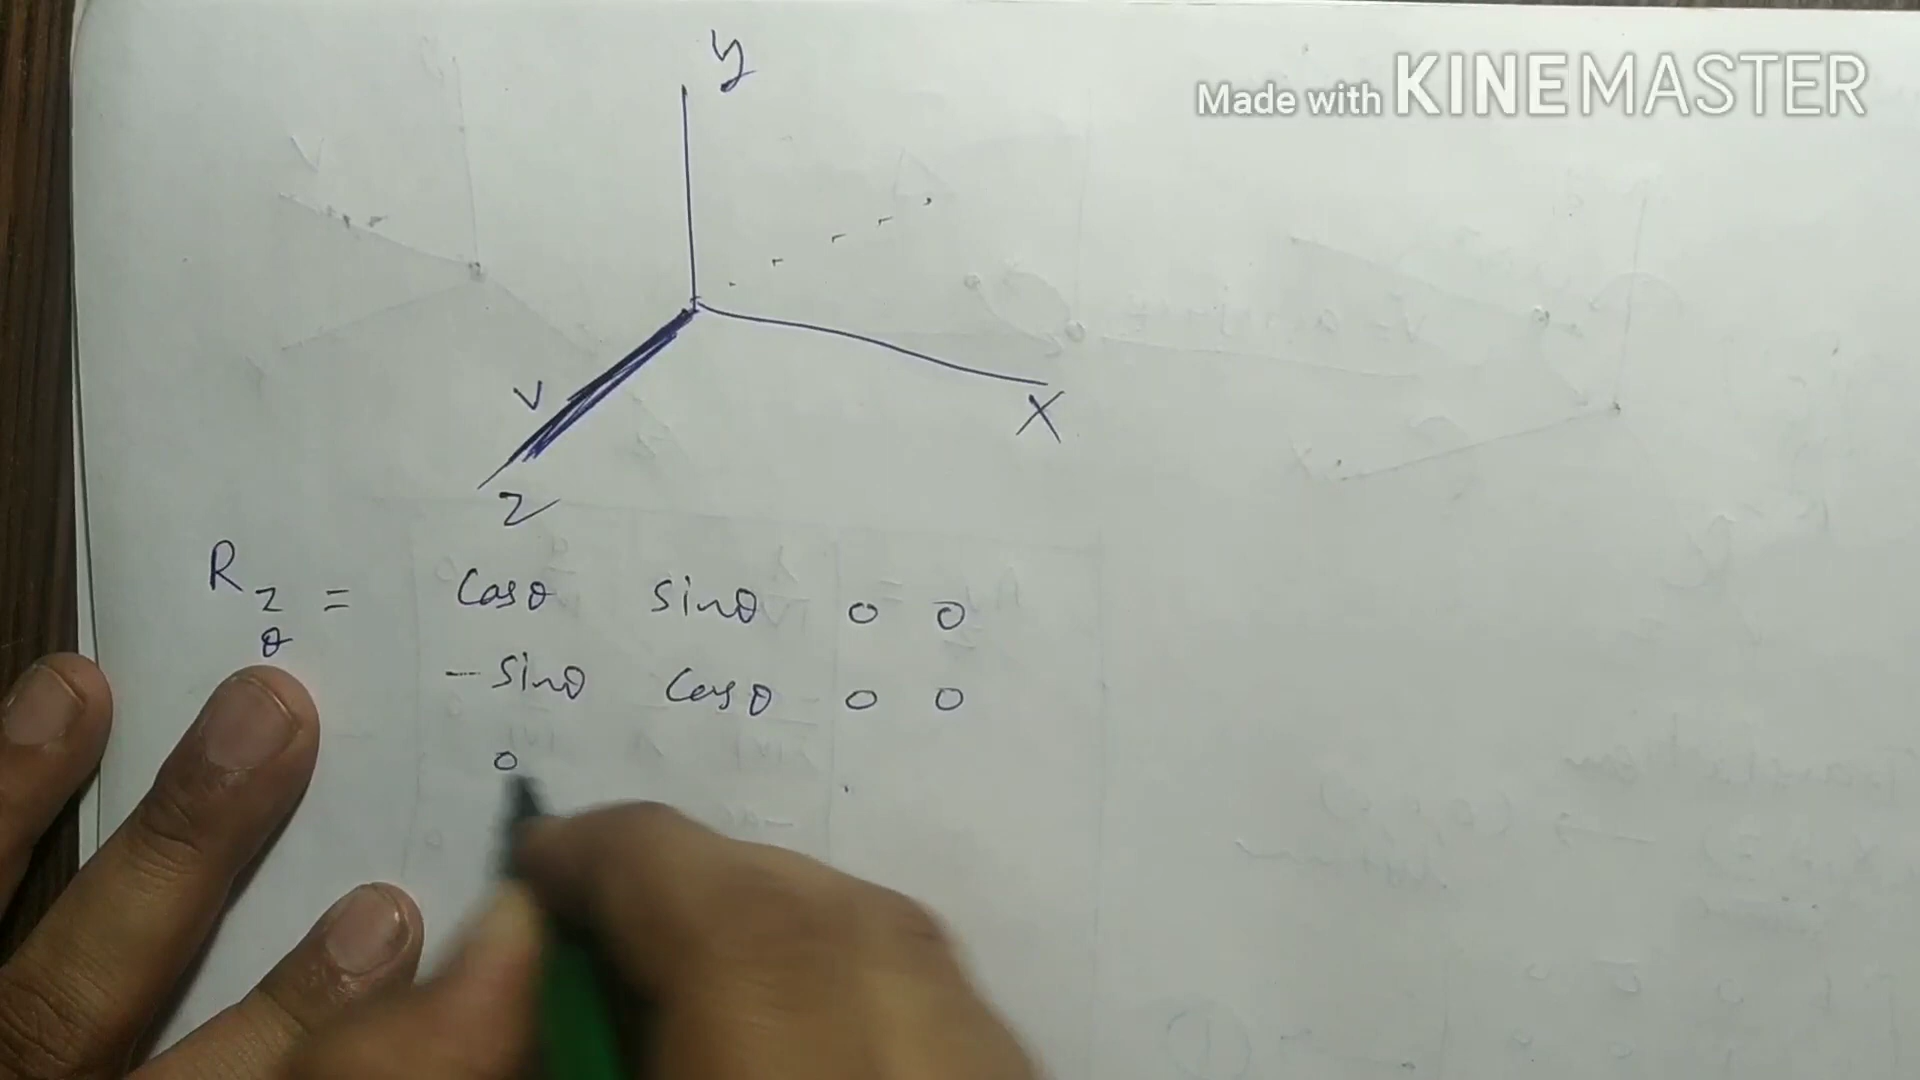 Made with KINEMASTER
y
V
X
Z
R z θ = Cosθ sinθ 0 0
-sinθ Cosθ 0 0
0